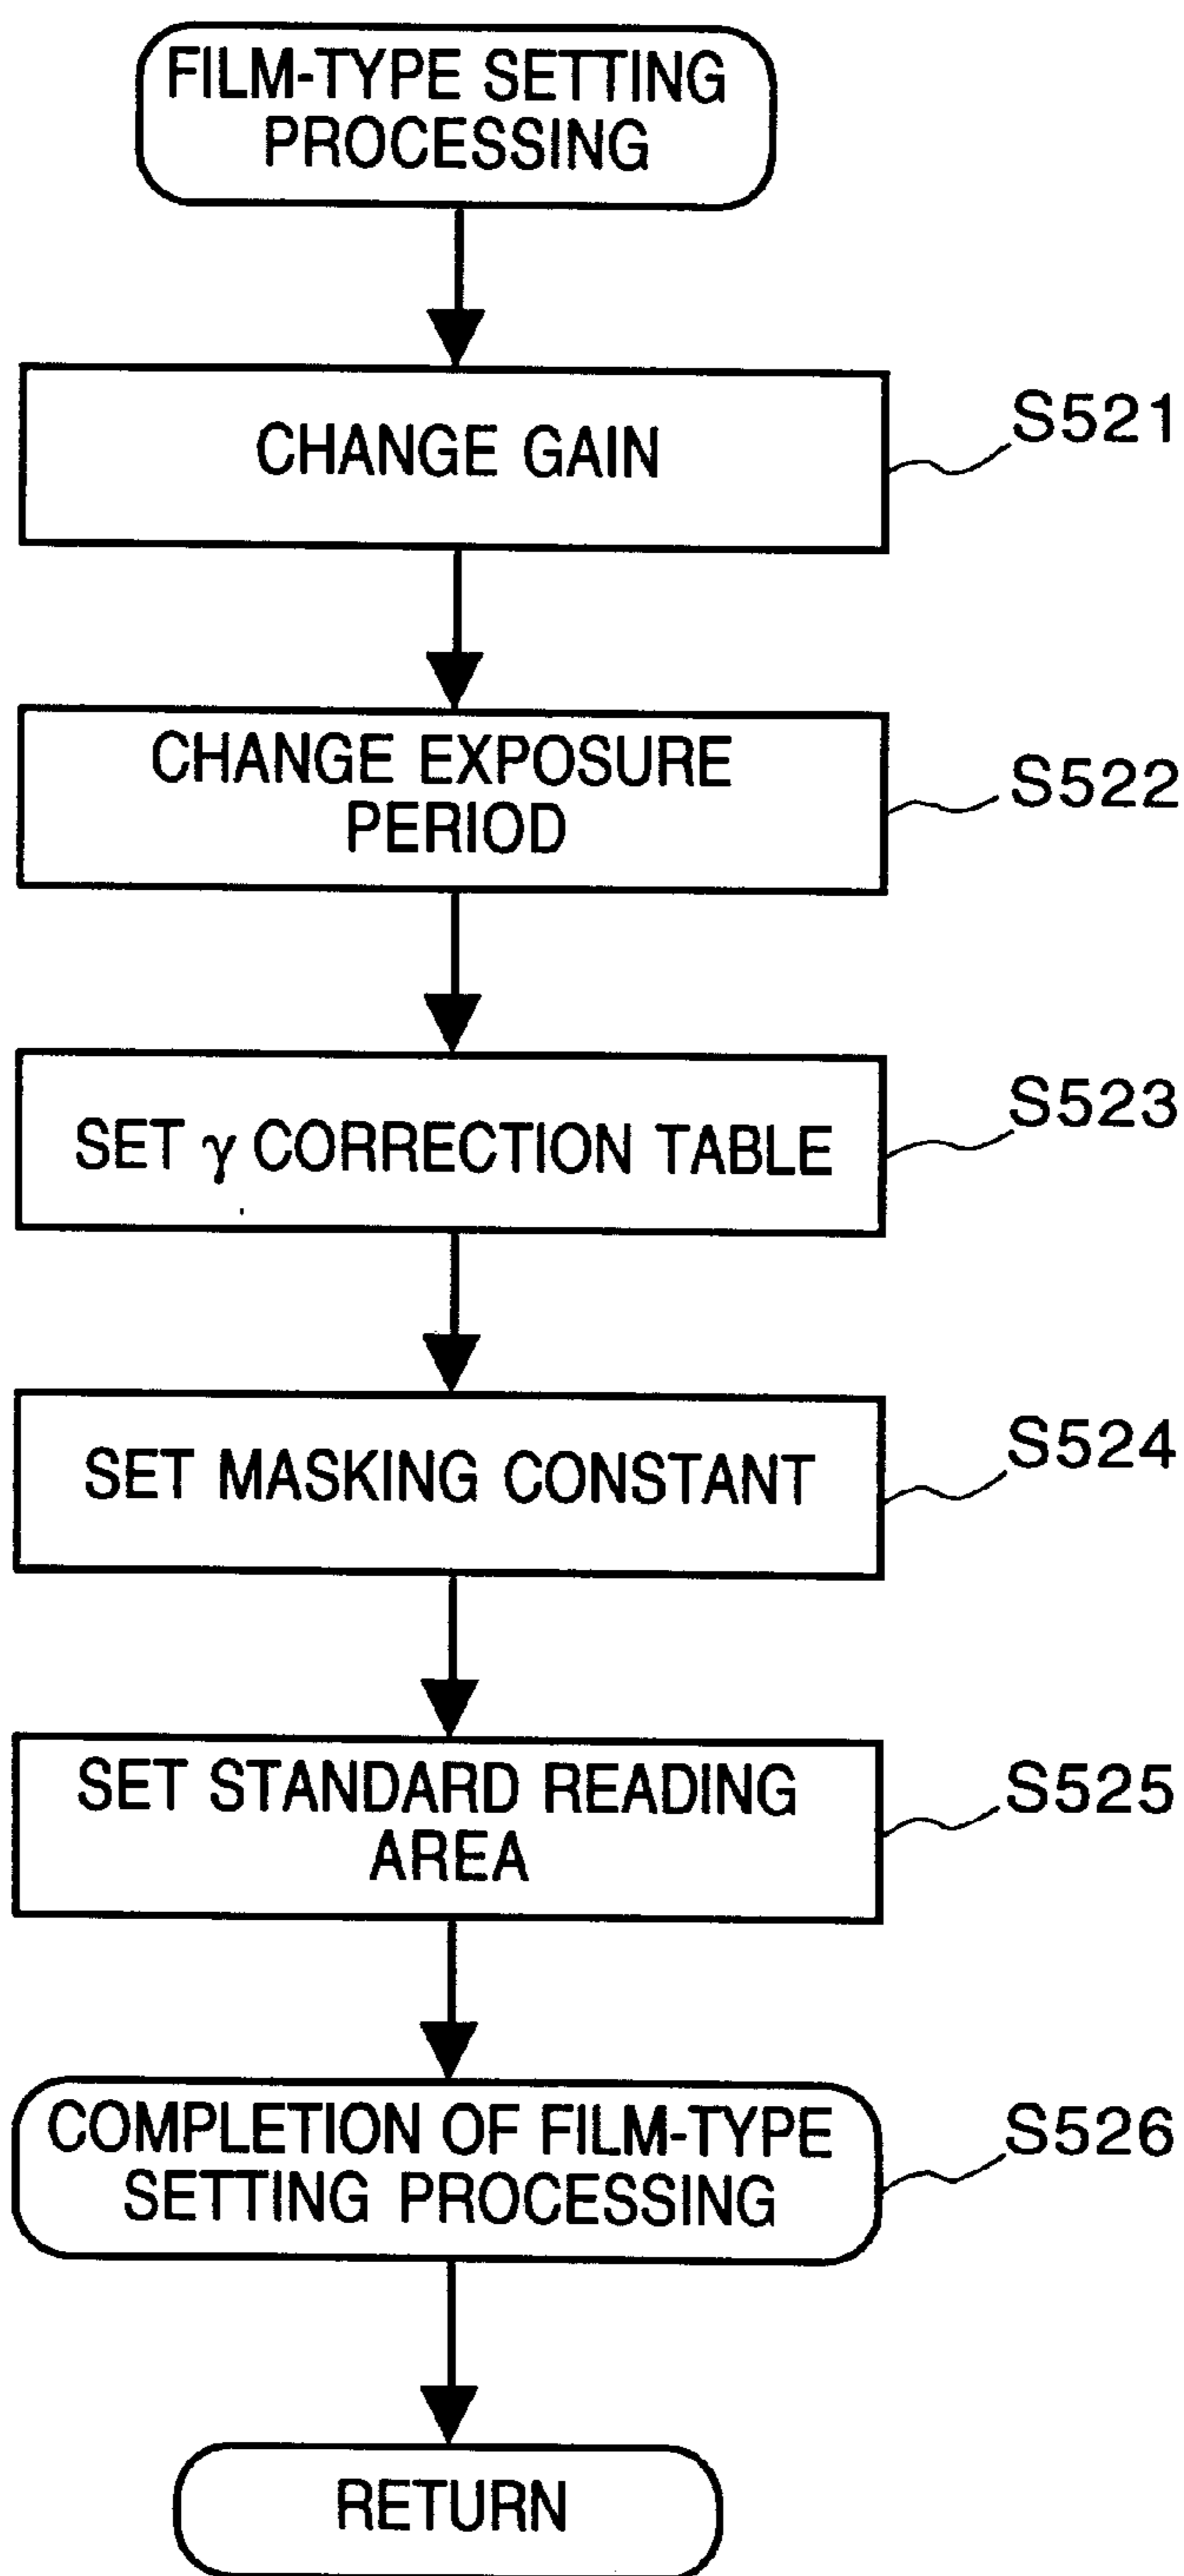 FILM-TYPE SETTING
PROCESSING
CHANGE GAIN
S521
CHANGE EXPOSURE
PERIOD
S522
SET γ CORRECTION TABLE
S523
SET MASKING CONSTANT
S524
SET STANDARD READING
AREA
S525
COMPLETION OF FILM-TYPE
SETTING PROCESSING
S526
RETURN